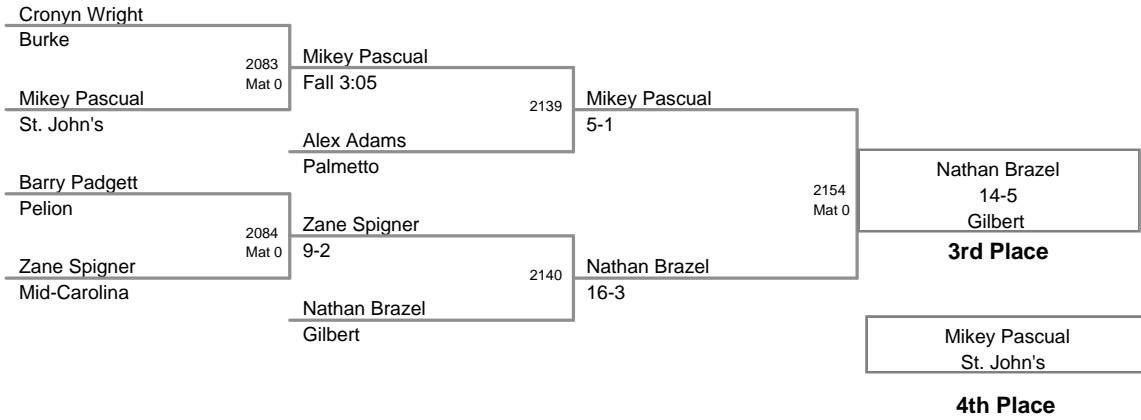 Cronyn Wright
Burke
2083
Mat 0
Mikey Pascual
Fall 3:05
Mikey Pascual
St. John's
2139
Mikey Pascual
5-1
Alex Adams
Palmetto
Barry Padgett
Pelion
2084
Mat 0
Zane Spigner
9-2
Zane Spigner
Mid-Carolina
2140
Nathan Brazel
16-3
Nathan Brazel
Gilbert
2154
Mat 0
Nathan Brazel
14-5
Gilbert
3rd Place
Mikey Pascual
St. John's
4th Place